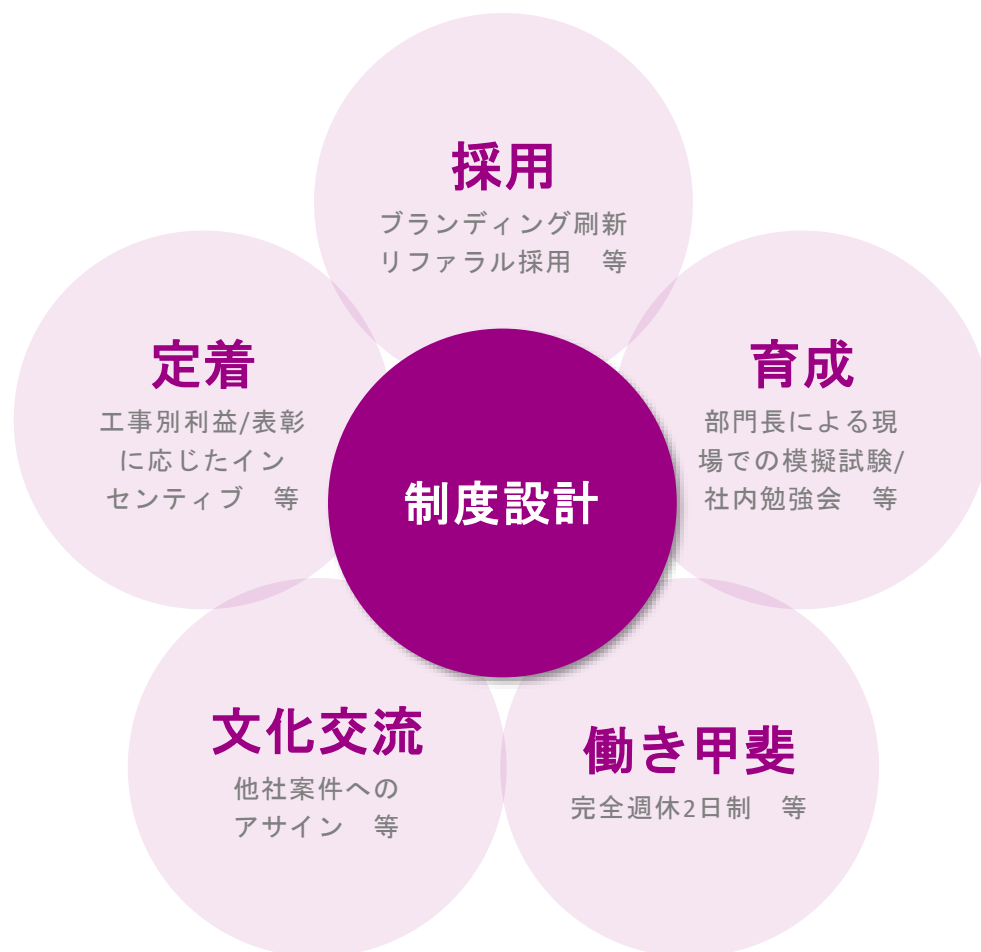 採用
ブランディング刷新
リファラル採用　等
定着
工事別利益/表彰
に応じたイン
センティブ　等
育成
部門長による現
場での模擬試験/
社内勉強会　等
制度設計
文化交流
他社案件への
アサイン　等
働き甲斐
完全週休2日制　等